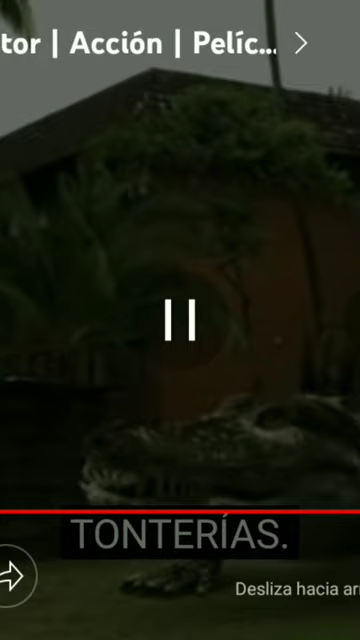 tor | Acción | Pelíc...
TONTERÍAS.
Desliza hacia arr